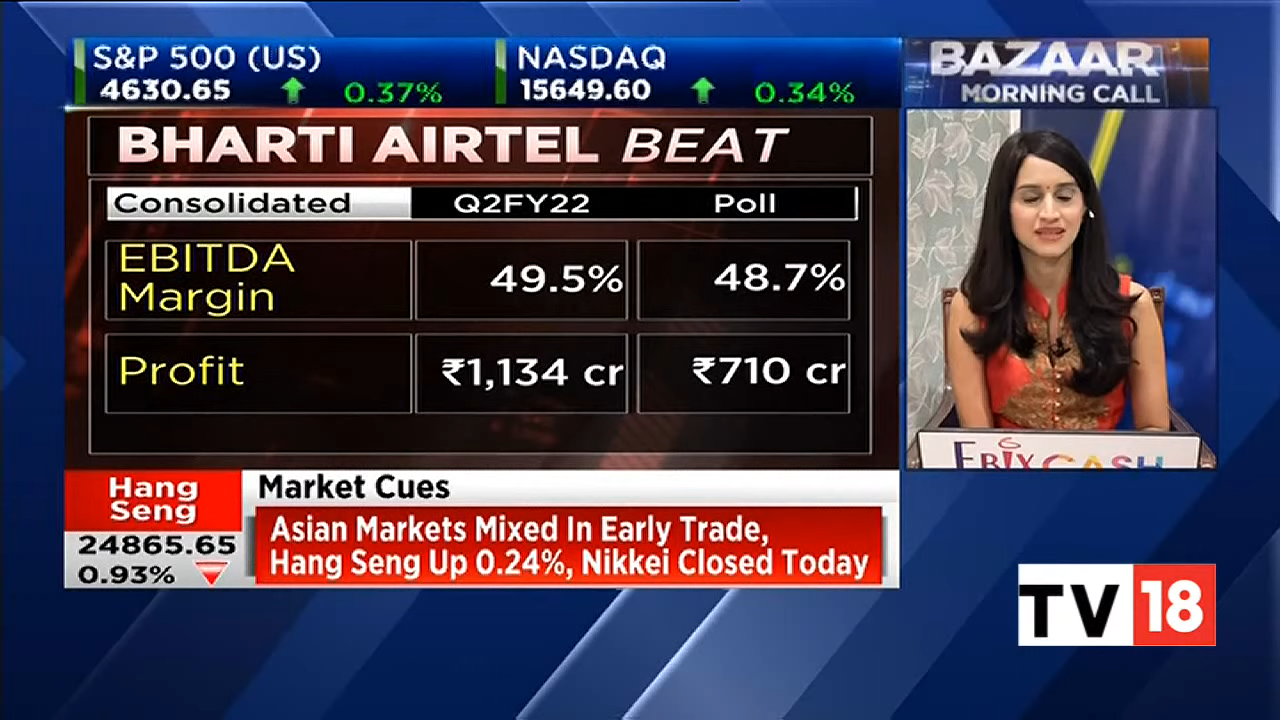 S&P 500 (US)
4630.65 0.37%
NASDAQ
15649.60 0.34%
BAZAAR
MORNING CALL
BHARTI AIRTEL BEAT
Consolidated Q2FY22 Poll
EBITDA
Margin 49.5% 48.7%
Profit ₹1,134 cr ₹710 cr
EBIXCASH
Hang
Seng
24865.65
0.93%
Market Cues
Asian Markets Mixed In Early Trade,
Hang Seng Up 0.24%, Nikkei Closed Today
TV18